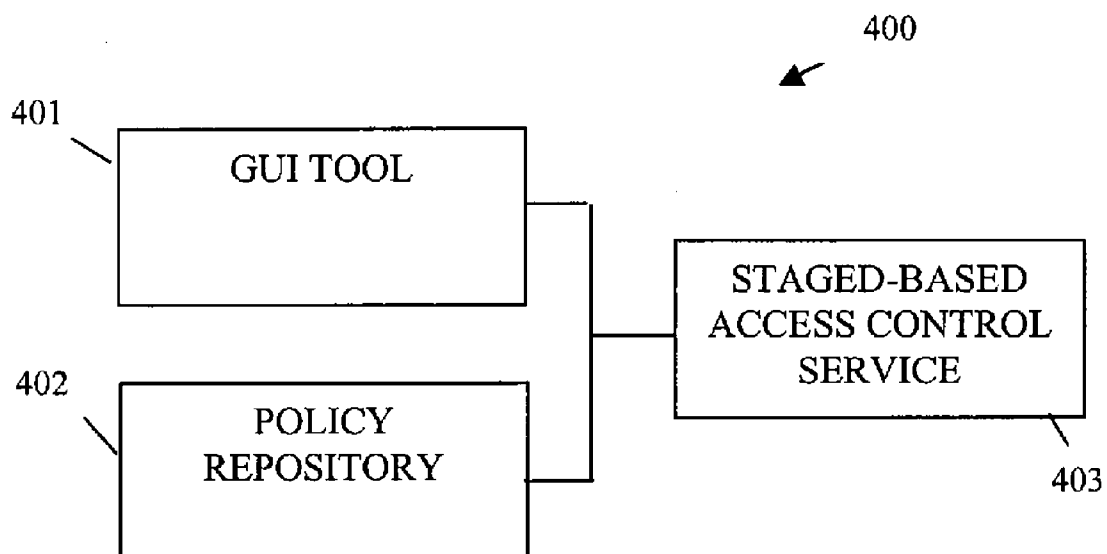 400
401
GUI TOOL
STAGED-BASED
ACCESS CONTROL
SERVICE
402
POLICY
REPOSITORY
403